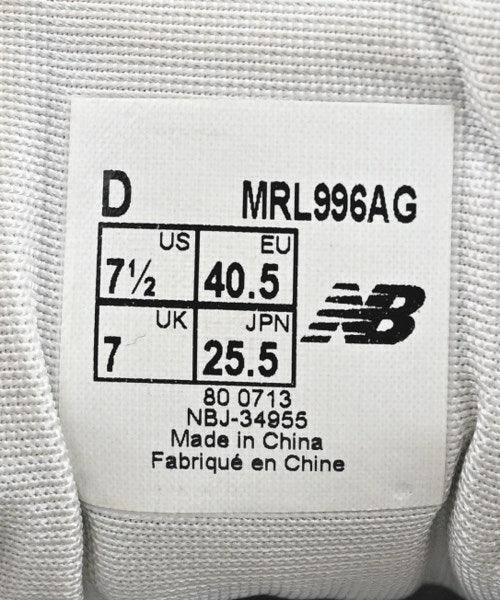 D MRL996AG
US EU
7½ 40.5
UK JPN
7 25.5
NB
80 0713
NBJ-34955
Made in China
Fabriqué en Chine